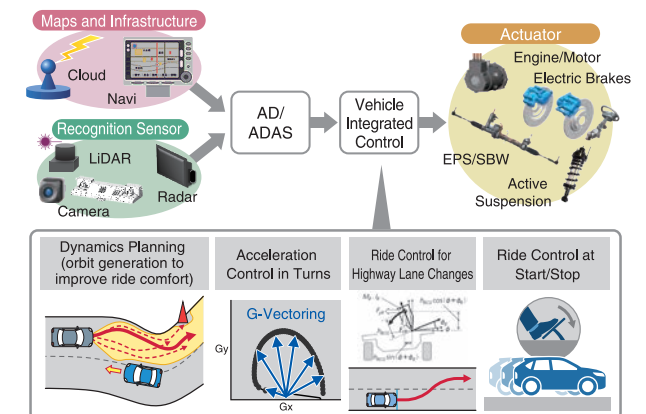 Maps and Infrastructure
Cloud
Navi
Recognition Sensor
LiDAR
Camera
Radar
AD/
ADAS
Vehicle
Integrated
Control
Actuator
Engine/Motor
Electric Brakes
EPS/SBW
Active
Suspension
Dynamics Planning
(orbit generation to
improve ride comfort)
Acceleration
Control in Turns
G-Vectoring
Gy
Gx
Ride Control for
Highway Lane Changes
Ride Control at
Start/Stop